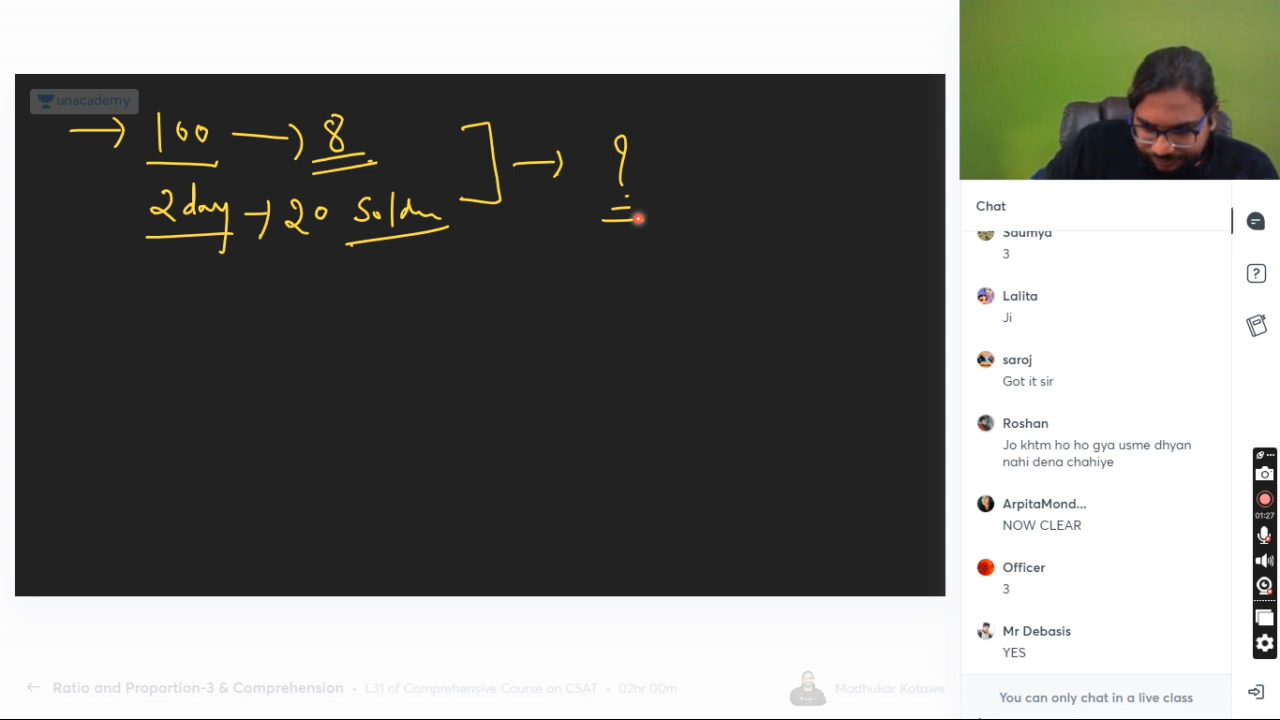 unacademy
→ 100 → 8
2 day → 20 Soldu
] → ?
Chat
Saumya
3
Lalita
Ji
saroj
Got it sir
Roshan
Jo khtm ho ho gya usme dhyan
nahi dena chahiye
ArpitaMond...
NOW CLEAR
Officer
3
Mr Debasis
YES
01:27
You can only chat in a live class
← Ratio and Proportion-3 & Comprehension • L31 of Comprehensive Course on CSAT • 02hr 00m
Madhukar Kotawe